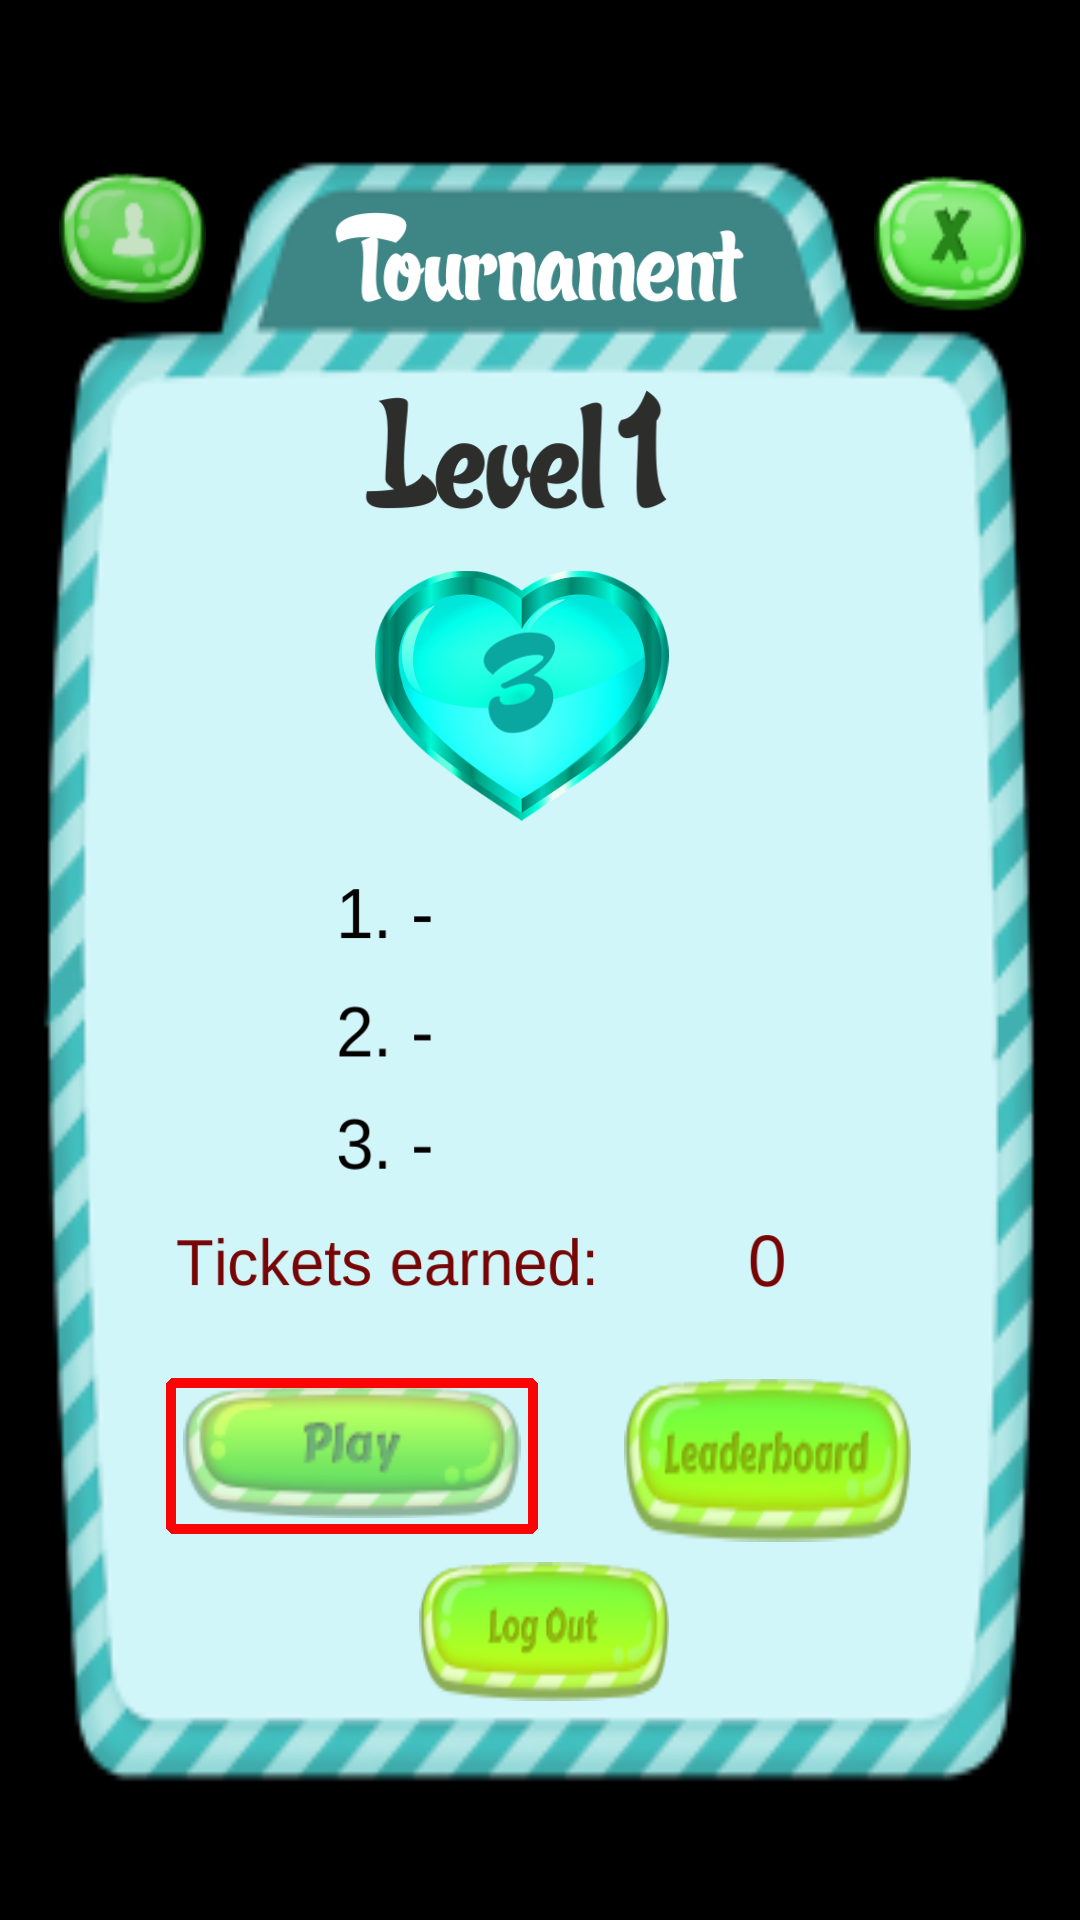 Tournament
X
Level 1
3
1. -
2. -
3. -
Tickets earned: 0
Play Leaderboard
Log Out